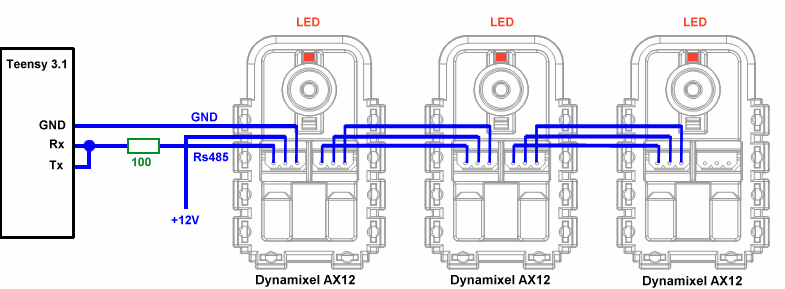 LED
LED
LED
Teensy 3.1
GND
GND
Rx
100
Rs485
Tx
+12V
Dynamixel AX12
Dynamixel AX12
Dynamixel AX12